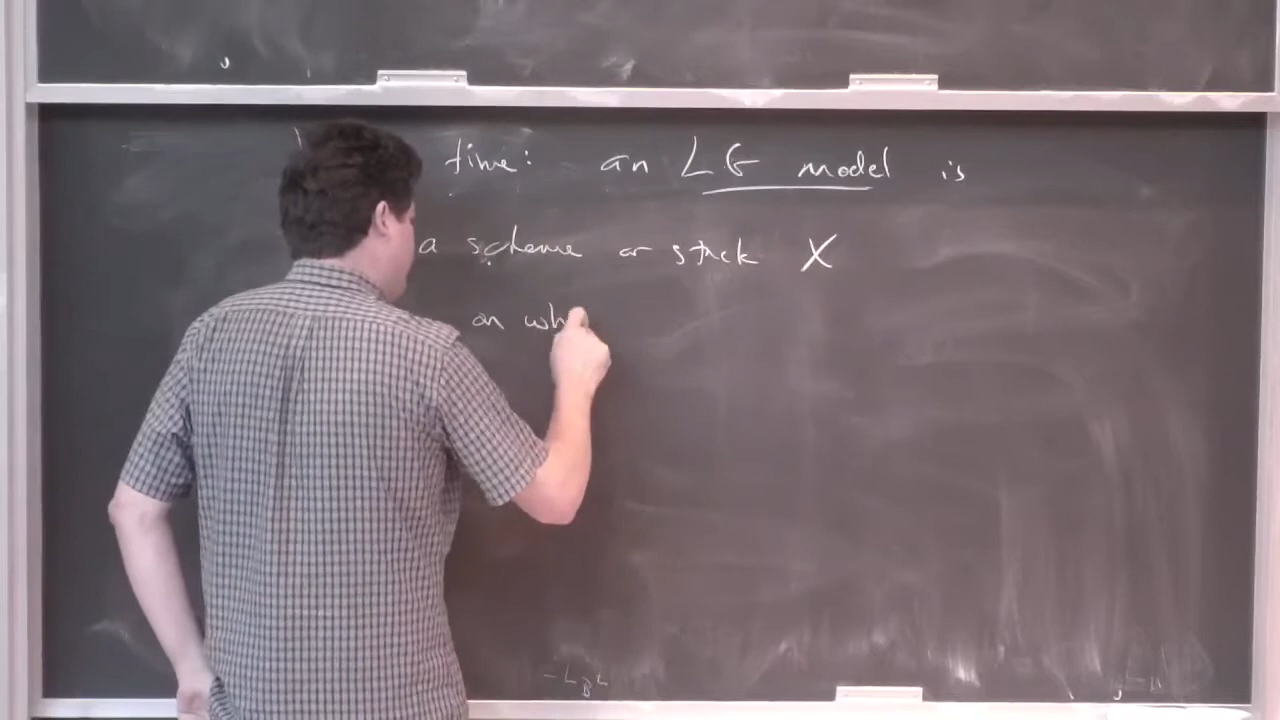 time: an LG model is
a scheme or stack X
on wh